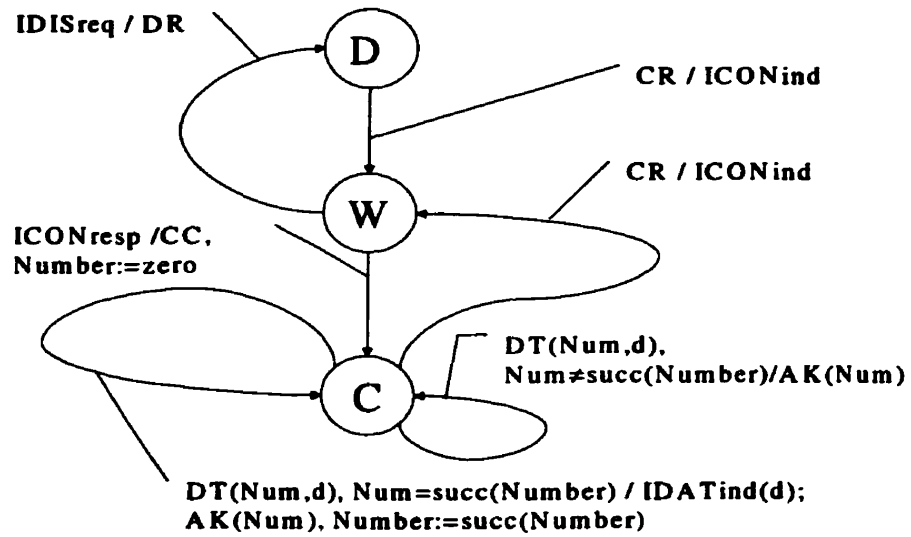 IDISreq / DR
D
CR / ICONind
CR / ICONind
W
ICONresp /CC,
Number:=zero
DT(Num,d),
Num≠succ(Number)/AK(Num)
C
DT(Num,d), Num=succ(Number) / IDATind(d);
AK(Num), Number:=succ(Number)